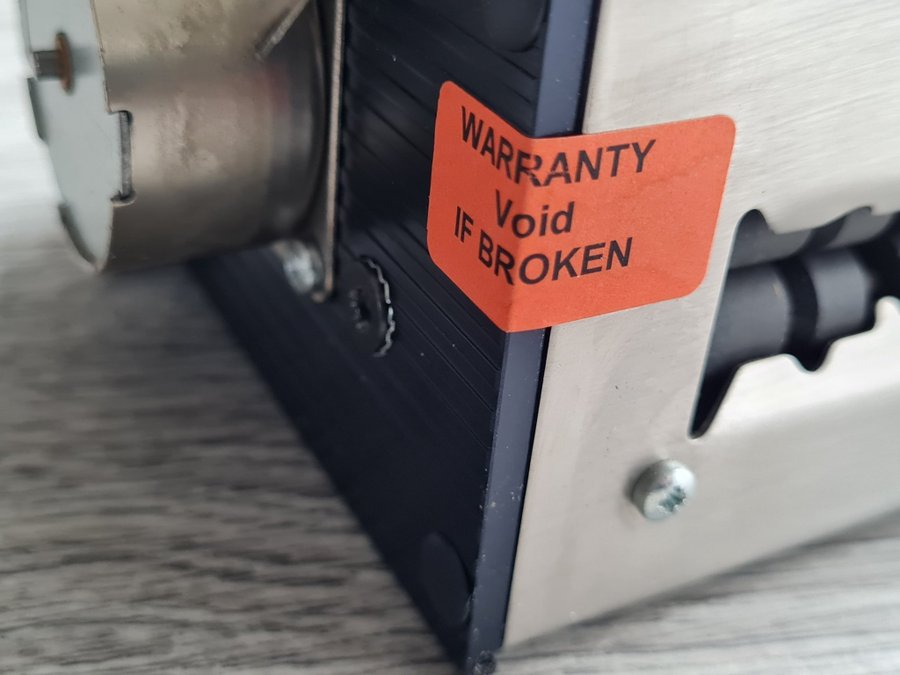 WARRANTY
Void
IF BROKEN